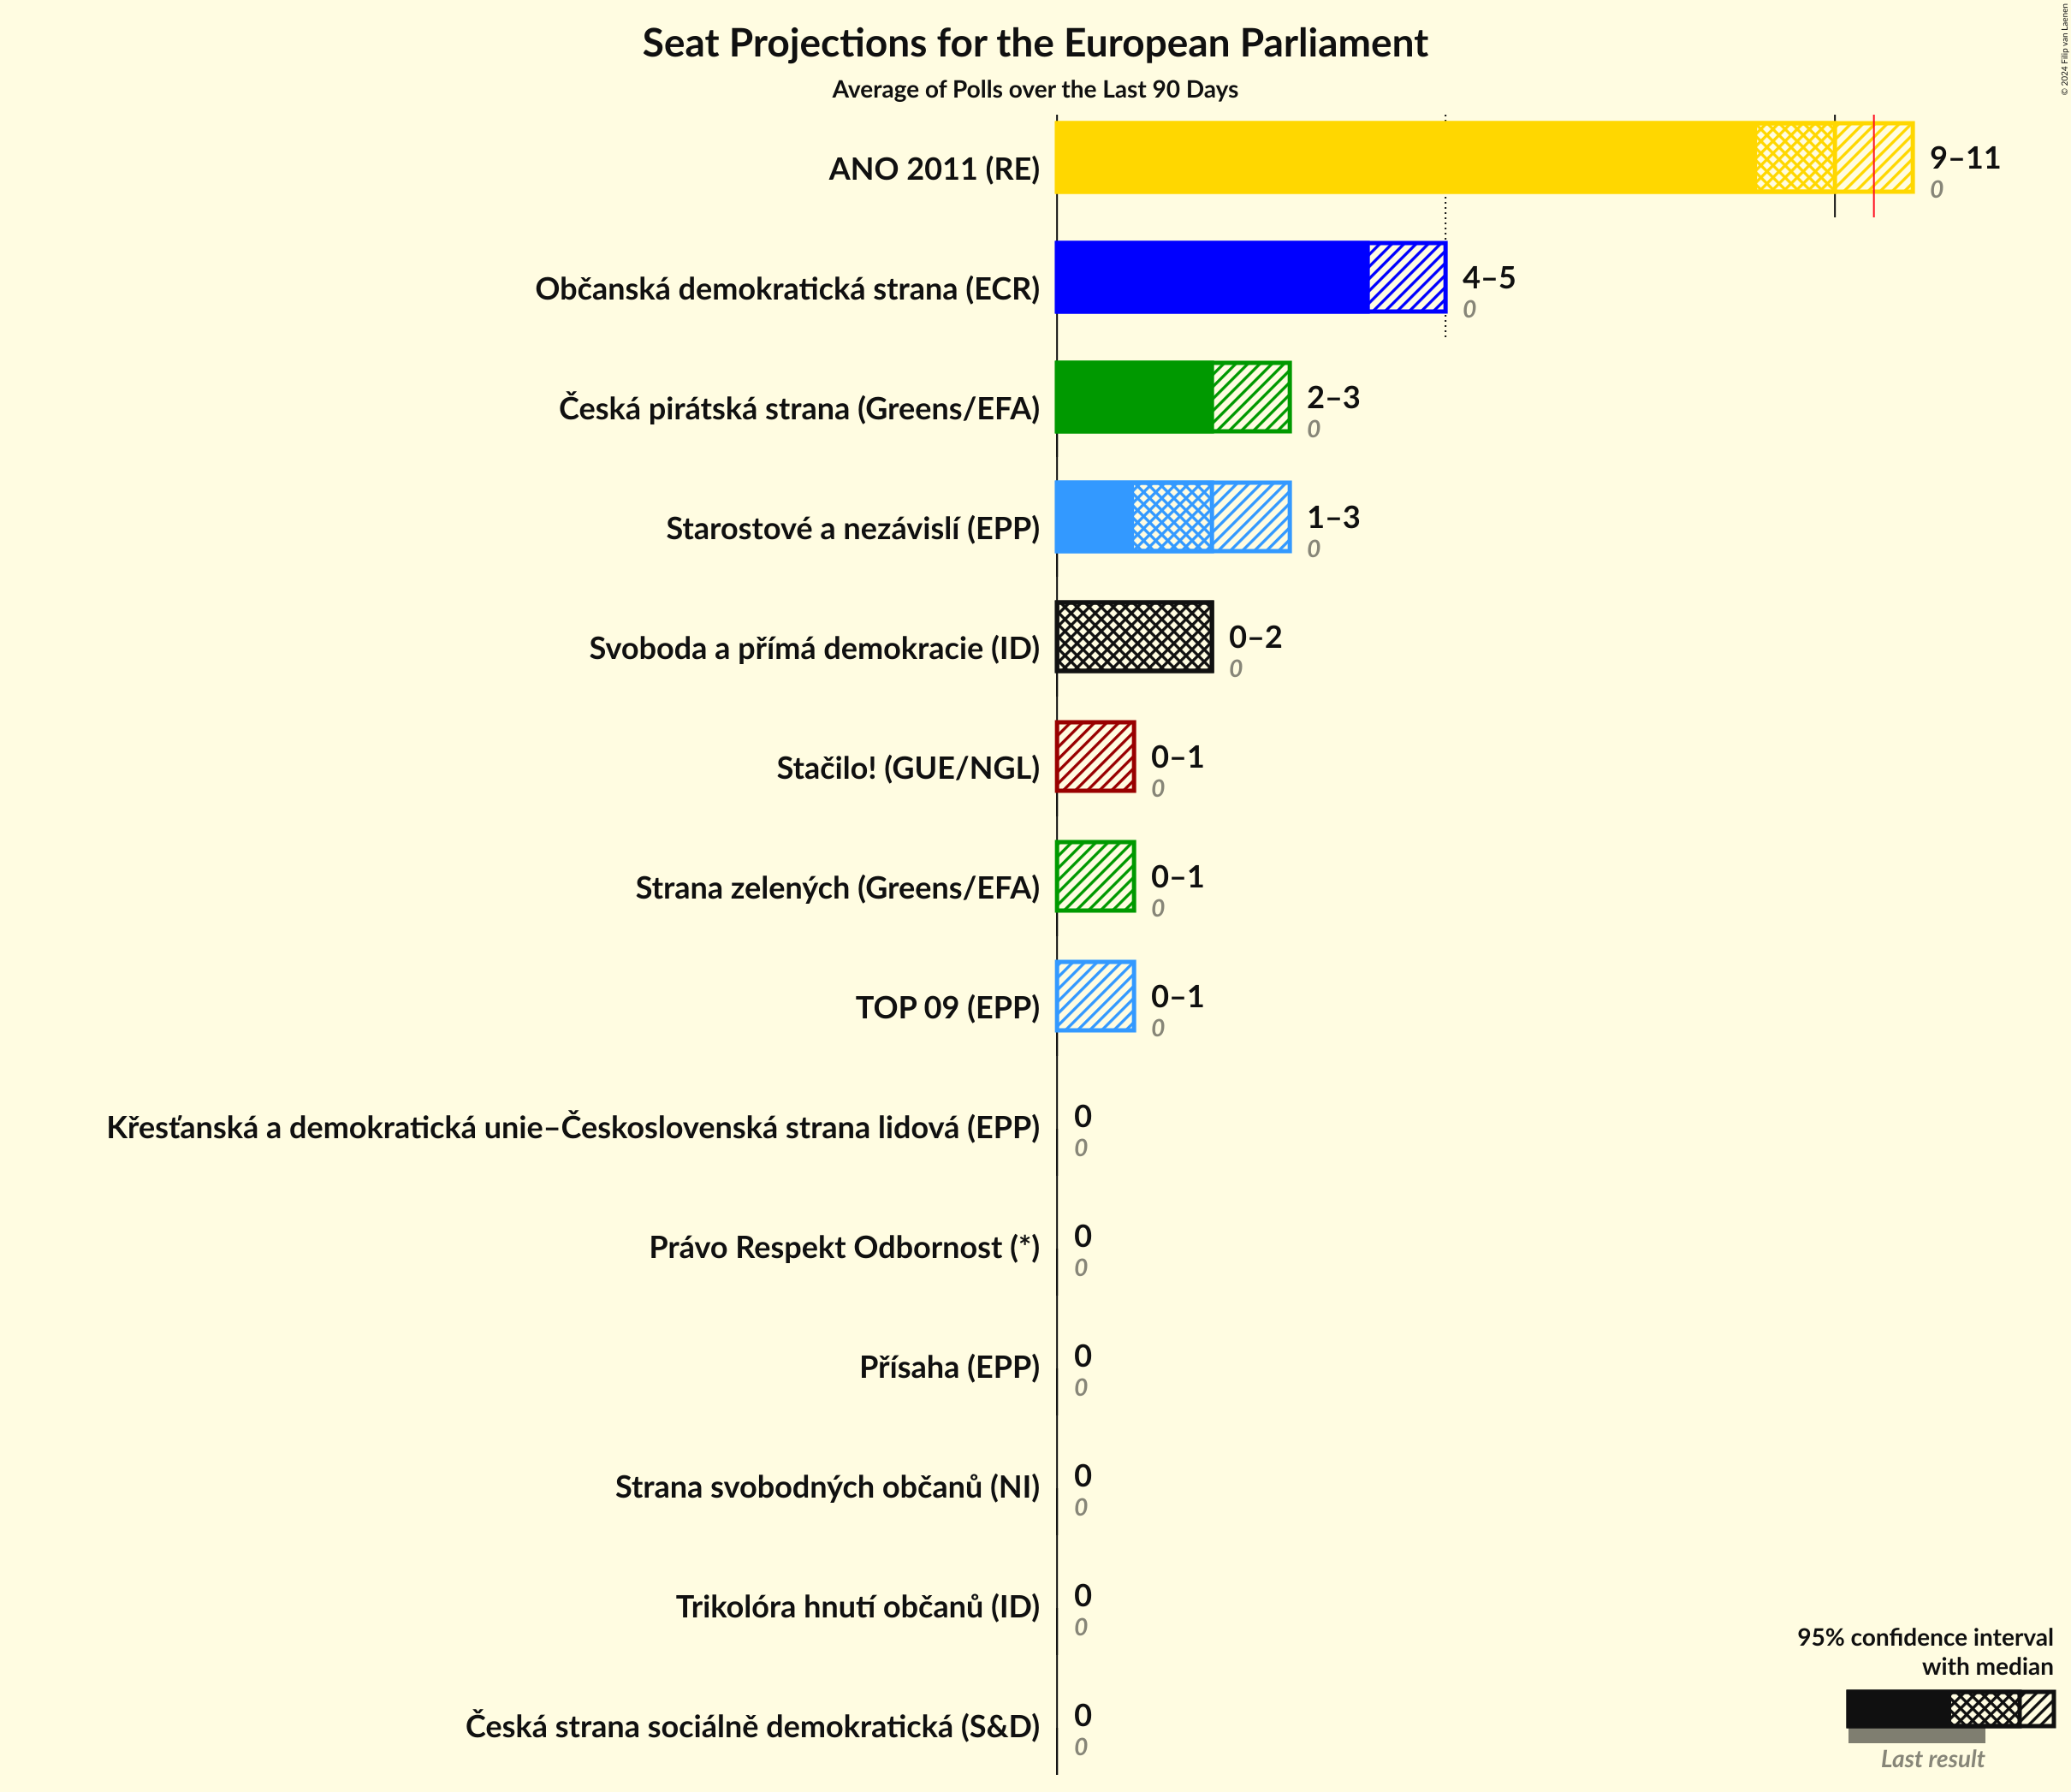 Seat Projections for the European Parliament
Average of Polls over the Last 90 Days
© 2024 Filip van Laenen
ANO 2011 (RE)
9–11
0
Občanská demokratická strana (ECR)
4–5
0
Česká pirátská strana (Greens/EFA)
2–3
0
Starostové a nezávislí (EPP)
1–3
0
Svoboda a přímá demokracie (ID)
0–2
0
Stačilo! (GUE/NGL)
0–1
0
Strana zelených (Greens/EFA)
0–1
0
TOP 09 (EPP)
0–1
0
Křesťanská a demokratická unie–Československá strana lidová (EPP)
0
0
Právo Respekt Odbornost (*)
0
0
Přísaha (EPP)
0
0
Strana svobodných občanů (NI)
0
0
Trikolóra hnutí občanů (ID)
0
0
Česká strana sociálně demokratická (S&D)
0
0
95% confidence interval
with median
Last result